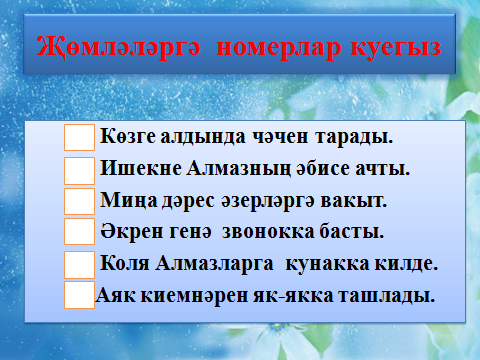 Җөмләләргә номерлар куегыз
Көзге алдында чәчен тарады.
Ишекне Алмазның әбисе ачты.
Миңа дәрес әзерләргә вакыт.
Әкрен генә звонокка басты.
Коля Алмазларга кунакка килде.
Аяк киемнәрен як-якка ташлады.